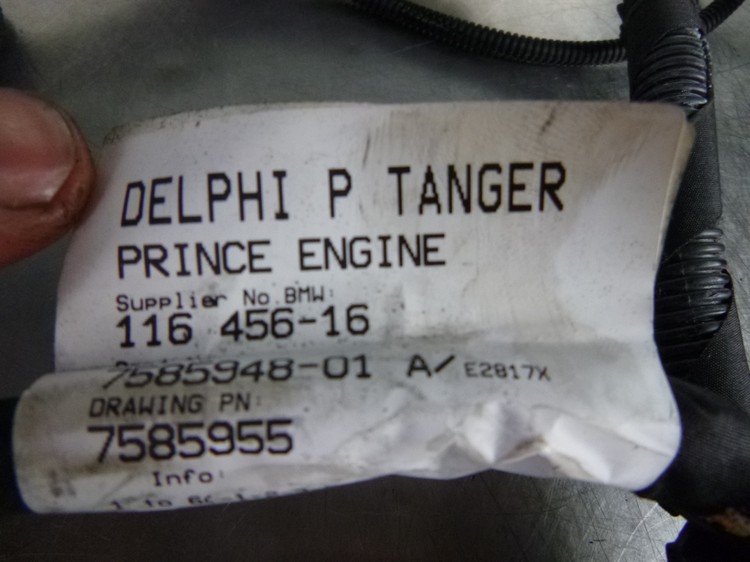 DELPHI P TANGER
PRINCE ENGINE
Supplier No.BMW:
116 456-16
7585948-01 A/ E2817X
DRAWING PN:
7585955
Info: